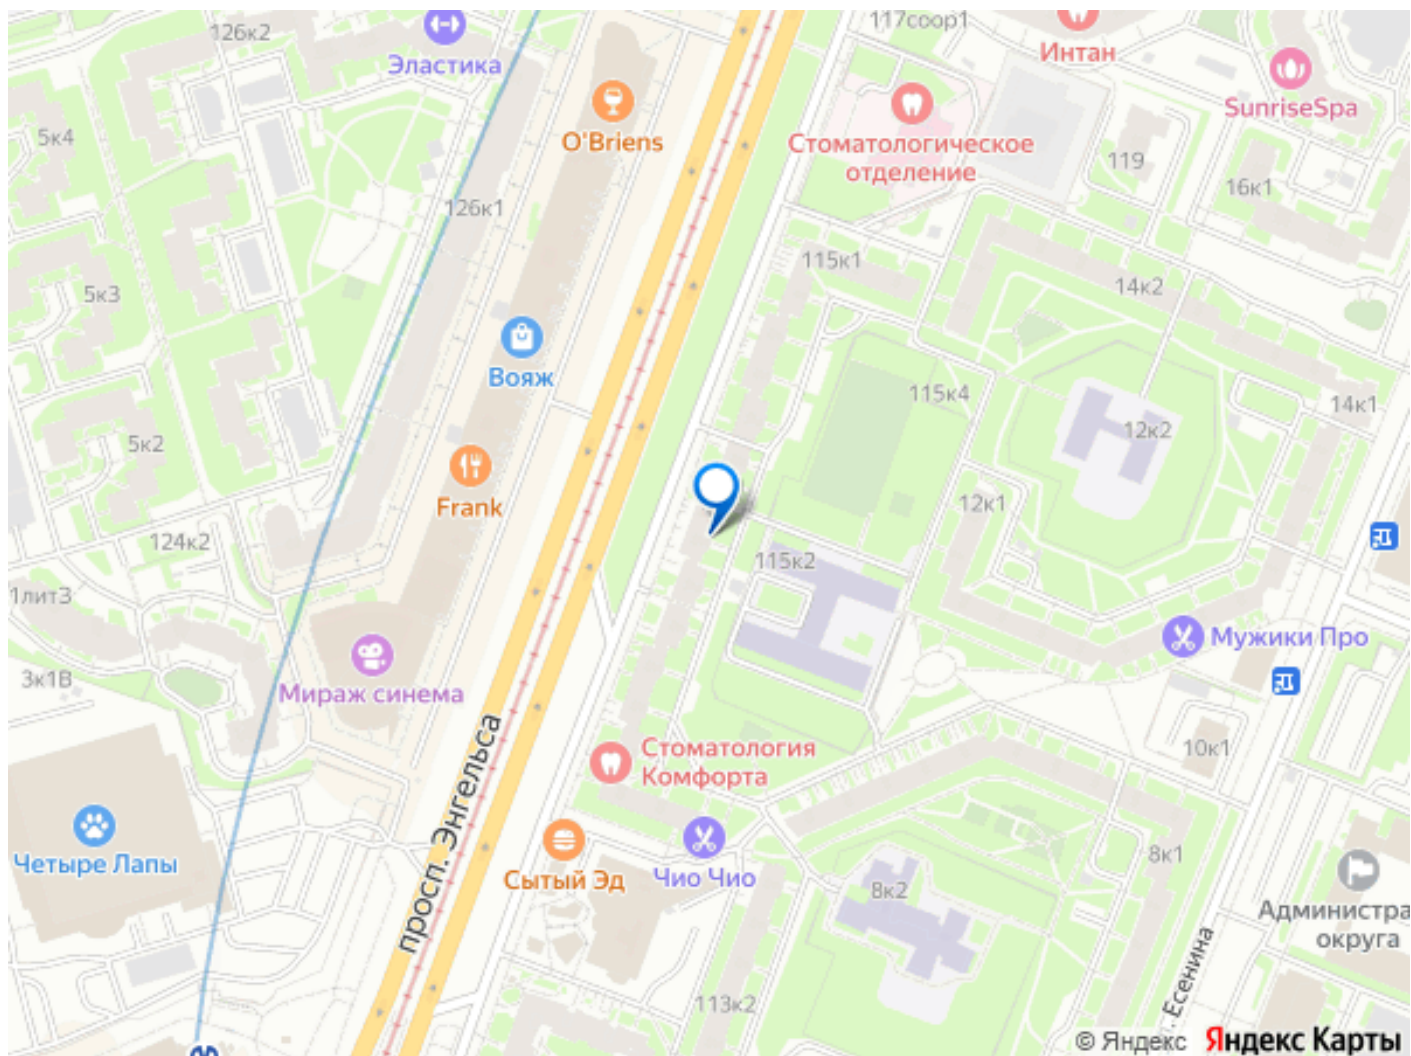 126к2
Эластика
117соор1
Интан
SunriseSpa
O'Briens
Стоматологическое
отделение
5к4
119
16к1
126к1
115к1
14к2
5к3
Вояж
115к4
14к1
5к2
12к2
Frank
12к1
124к2
115к2
1лит3
Мужики Про
3к1В
Мираж синема
просп. Энгельса
Стоматология
Комфорта
10к1
Четыре Лапы
Сытый Эд
Чио Чио
8к1
8к2
Администра
округа
. Есенина
113к2
© Яндекс Яндекс Карты